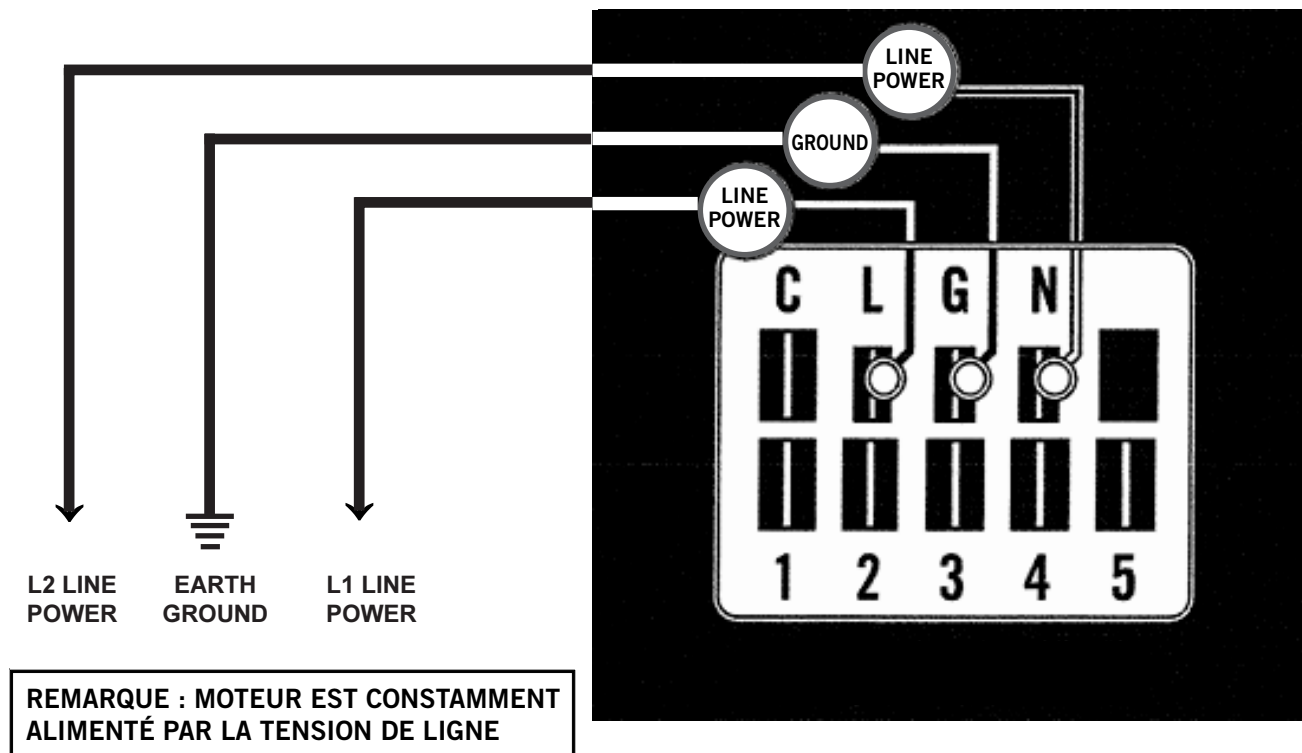 LINE
POWER
GROUND
LINE
POWER
C L G N
1 2 3 4 5
L2 LINE
POWER
EARTH
GROUND
L1 LINE
POWER
REMARQUE : MOTEUR EST CONSTAMMENT
ALIMENTÉ PAR LA TENSION DE LIGNE